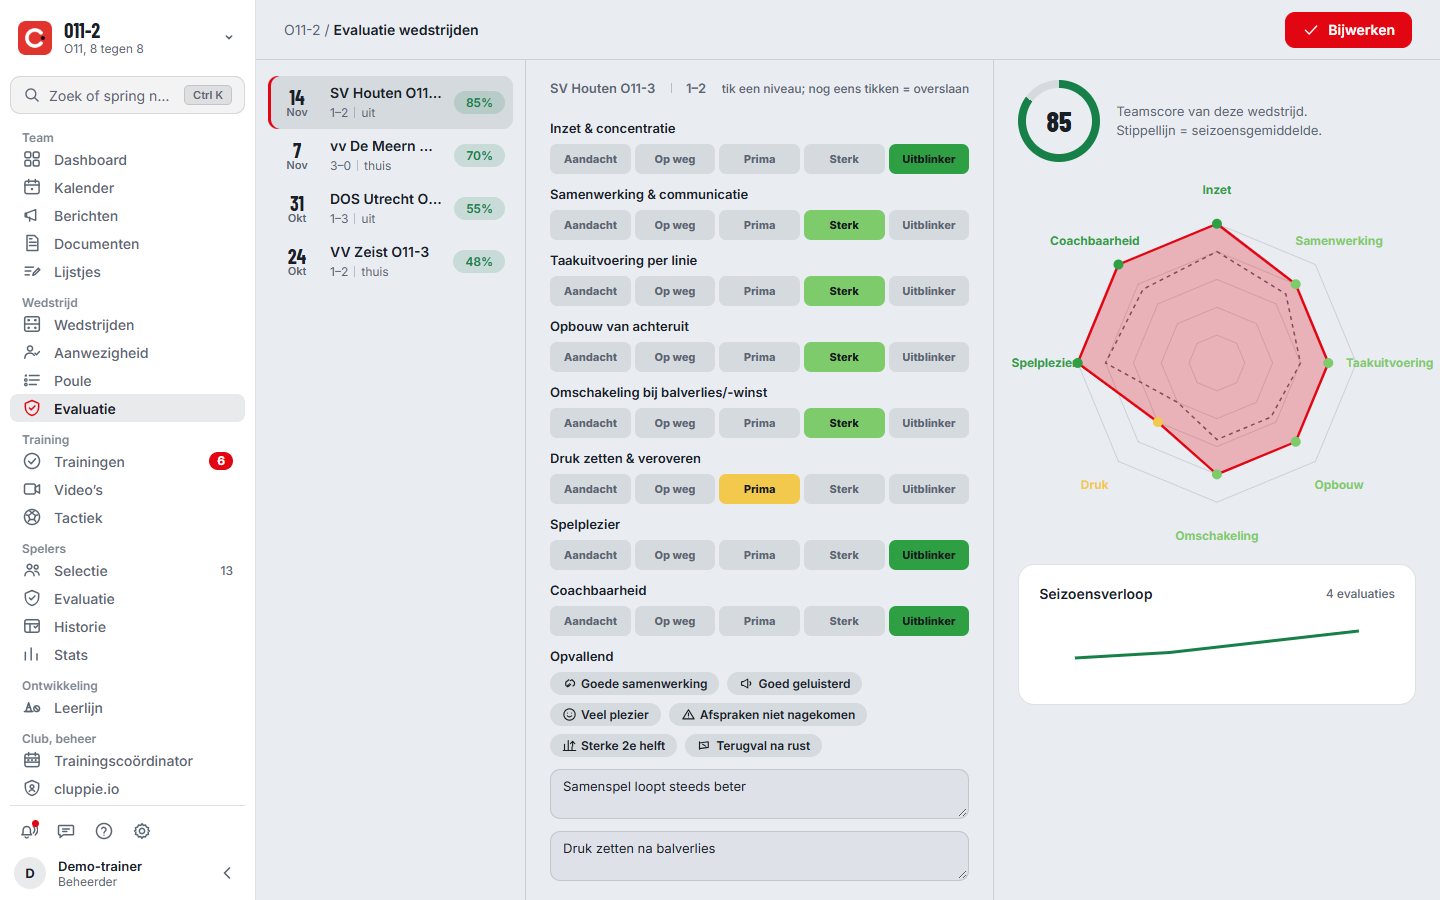 O11-2
O11, 8 tegen 8
Zoek of spring n...
Ctrl K
Team
Dashboard
Kalender
Berichten
Documenten
Lijstjes
Wedstrijd
Wedstrijden
Aanwezigheid
Poule
Evaluatie
Training
Trainingen
6
Video's
Tactiek
Spelers
Selectie
13
Evaluatie
Historie
Stats
Ontwikkeling
Leerlijn
Club, beheer
Trainingscoördinator
cluppie.io
D
Demo-trainer
Beheerder
O11-2 / Evaluatie wedstrijden
Bijwerken
14
Nov
SV Houten O11...
1–2 | uit
85%
7
Nov
vv De Meern ...
3–0 | thuis
70%
31
Okt
DOS Utrecht O...
1–3 | uit
55%
24
Okt
VV Zeist O11-3
1–2 | thuis
48%
SV Houten O11-3 | 1–2 tik een niveau; nog eens tikken = overslaan
Inzet & concentratie
Aandacht Op weg Prima Sterk Uitblinker
Samenwerking & communicatie
Aandacht Op weg Prima Sterk Uitblinker
Taakuitvoering per linie
Aandacht Op weg Prima Sterk Uitblinker
Opbouw van achteruit
Aandacht Op weg Prima Sterk Uitblinker
Omschakeling bij balverlies/-winst
Aandacht Op weg Prima Sterk Uitblinker
Druk zetten & veroveren
Aandacht Op weg Prima Sterk Uitblinker
Spelplezier
Aandacht Op weg Prima Sterk Uitblinker
Coachbaarheid
Aandacht Op weg Prima Sterk Uitblinker
Opvallend
Goede samenwerking Goed geluisterd
Veel plezier Afspraken niet nagekomen
Sterke 2e helft Terugval na rust
Samenspel loopt steeds beter
Druk zetten na balverlies
85
Teamscore van deze wedstrijd.
Stippellijn = seizoensgemiddelde.
Inzet
Coachbaarheid
Samenwerking
Spelplezier
Taakuitvoering
Druk
Opbouw
Omschakeling
Seizoensverloop
4 evaluaties